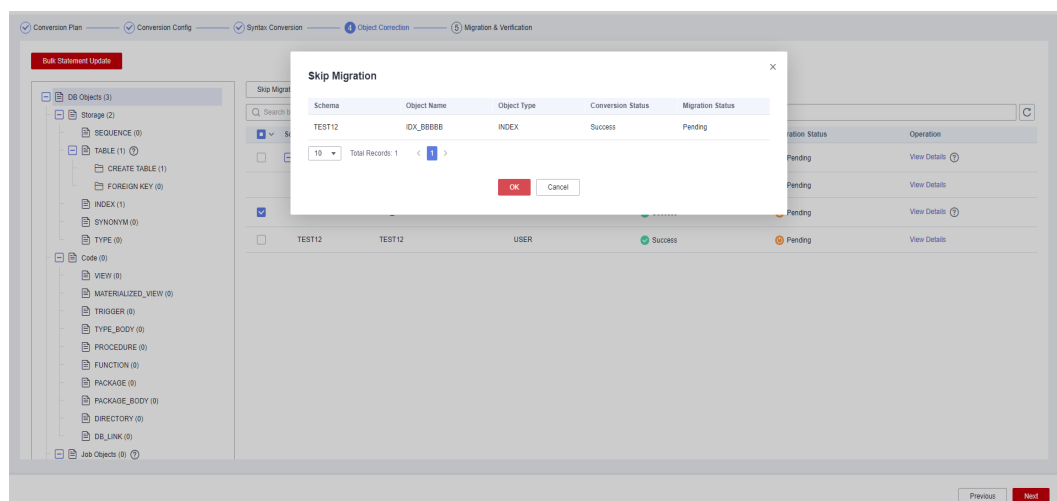 Conversion Plan Conversion Config Syntax Conversion 4 Object Correction 5 Migration & Verification
Bulk Statement Update
Skip Migration
Schema Object Name Object Type Conversion Status Migration Status
TEST12 IDX_BBBBB INDEX Success Pending
10 Total Records: 1 < 1 >
OK Cancel
Skip Migrat
Search
ration Status Operation
Pending View Details
Pending View Details
Pending View Details
TEST12 TEST12 USER Success Pending View Details
DB Objects (3)
Storage (2)
SEQUENCE (0)
TABLE (1)
CREATE TABLE (1)
FOREIGN KEY (0)
INDEX (1)
SYNONYM (0)
TYPE (0)
Code (0)
VIEW (0)
MATERIALIZED_VIEW (0)
TRIGGER (0)
TYPE_BODY (0)
PROCEDURE (0)
FUNCTION (0)
PACKAGE (0)
PACKAGE_BODY (0)
DIRECTORY (0)
DB_LINK (0)
Job Objects (0)
Previous Next